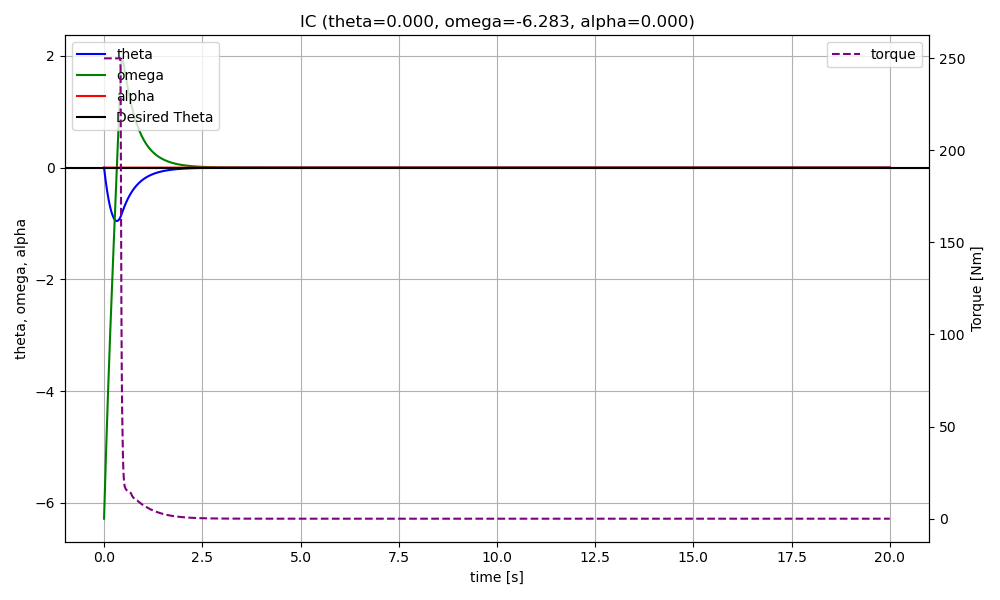 IC (theta=0.000, omega=-6.283, alpha=0.000)
theta
omega
alpha
Desired Theta
torque
2
0
−2
−4
−6
theta, omega, alpha
250
200
150
100
50
0
Torque [Nm]
0.0 2.5 5.0 7.5 10.0 12.5 15.0 17.5 20.0
time [s]